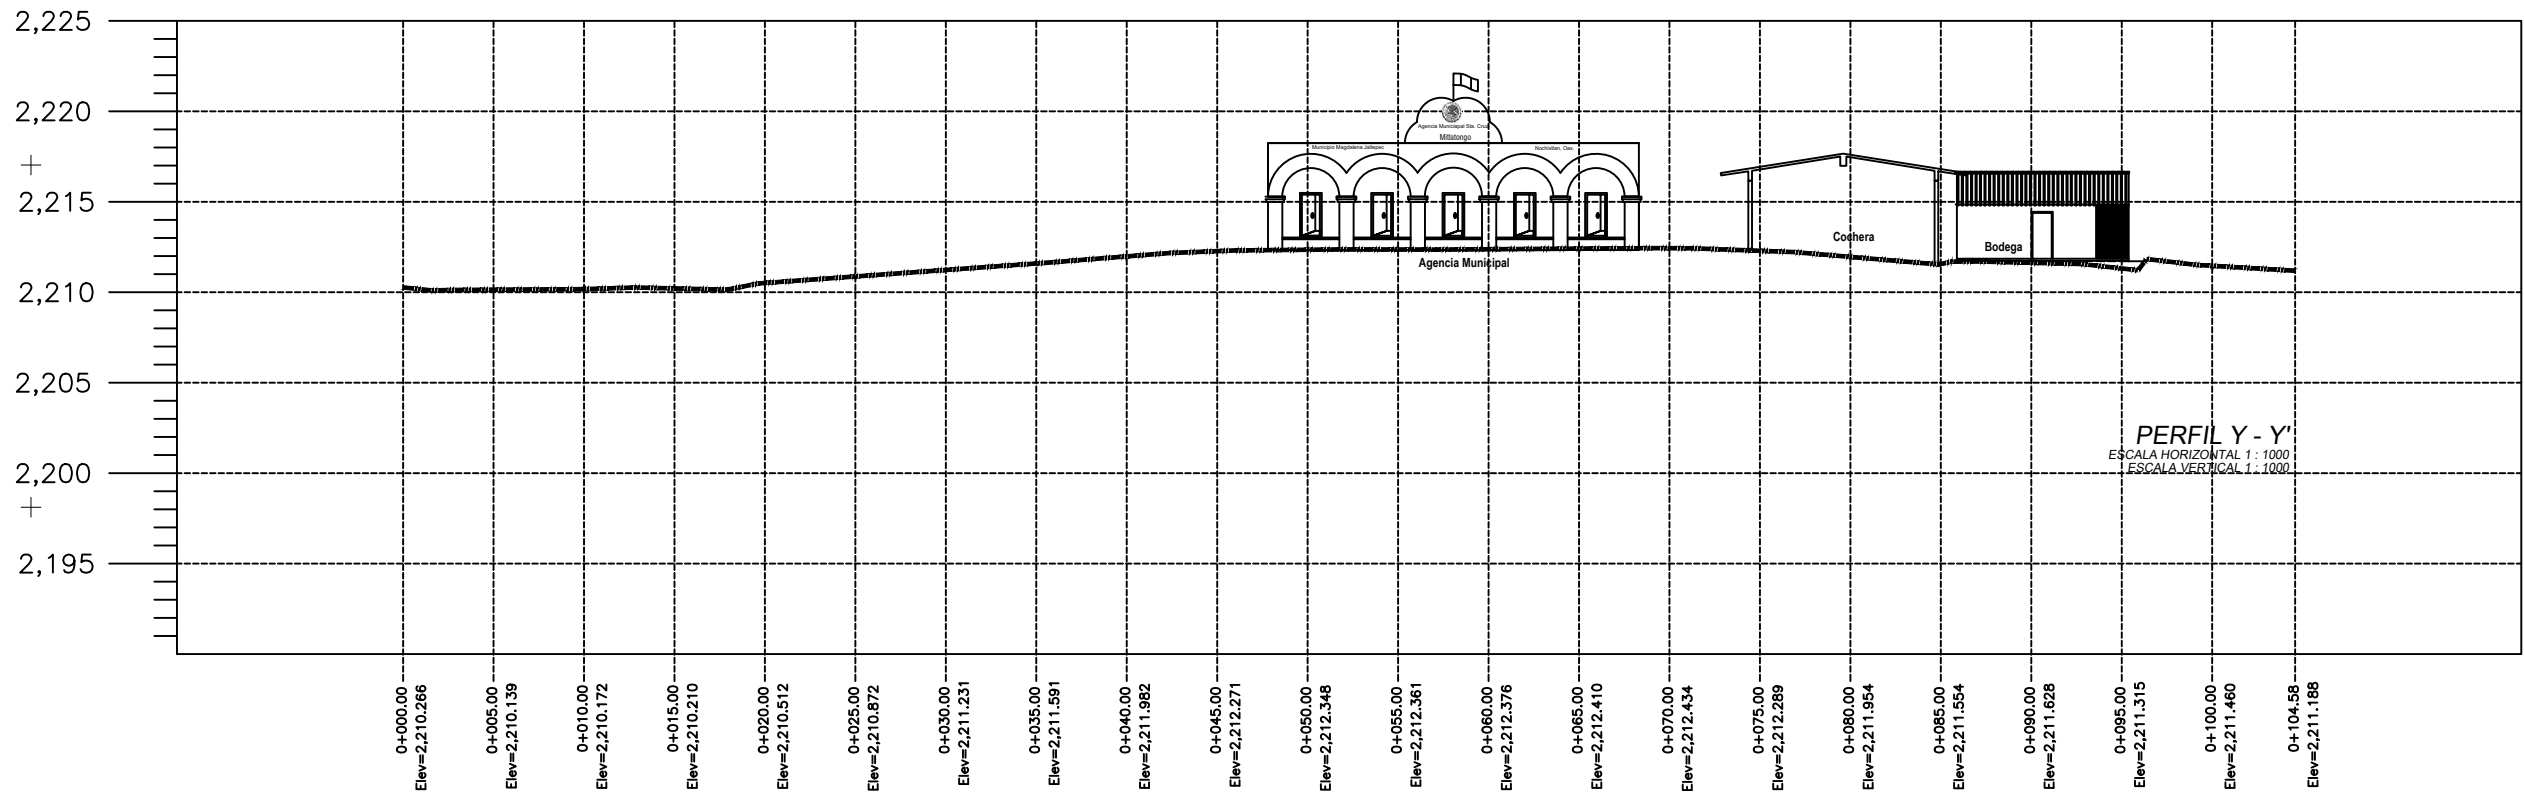 2,225
2,220
2,215
2,210
2,205
2,200
2,195
Agencia Municiapal Sta. Cruz
Mitlatongo
Municipio Magdalena Jaltepec
Nochixtlan, Oax.
Agencia Municipal
Cochera
Bodega
PERFIL Y - Y'
ESCALA HORIZONTAL 1 : 1000
ESCALA VERTICAL 1 : 1000
0+000.00
Elev=2,210.266
0+005.00
Elev=2,210.139
0+010.00
Elev=2,210.172
0+015.00
Elev=2,210.210
0+020.00
Elev=2,210.512
0+025.00
Elev=2,210.872
0+030.00
Elev=2,211.231
0+035.00
Elev=2,211.591
0+040.00
Elev=2,211.982
0+045.00
Elev=2,212.271
0+050.00
Elev=2,212.348
0+055.00
Elev=2,212.361
0+060.00
Elev=2,212.376
0+065.00
Elev=2,212.410
0+070.00
Elev=2,212.434
0+075.00
Elev=2,212.289
0+080.00
Elev=2,211.954
0+085.00
Elev=2,211.554
0+090.00
Elev=2,211.628
0+095.00
Elev=2,211.315
0+100.00
Elev=2,211.460
0+104.58
Elev=2,211.188